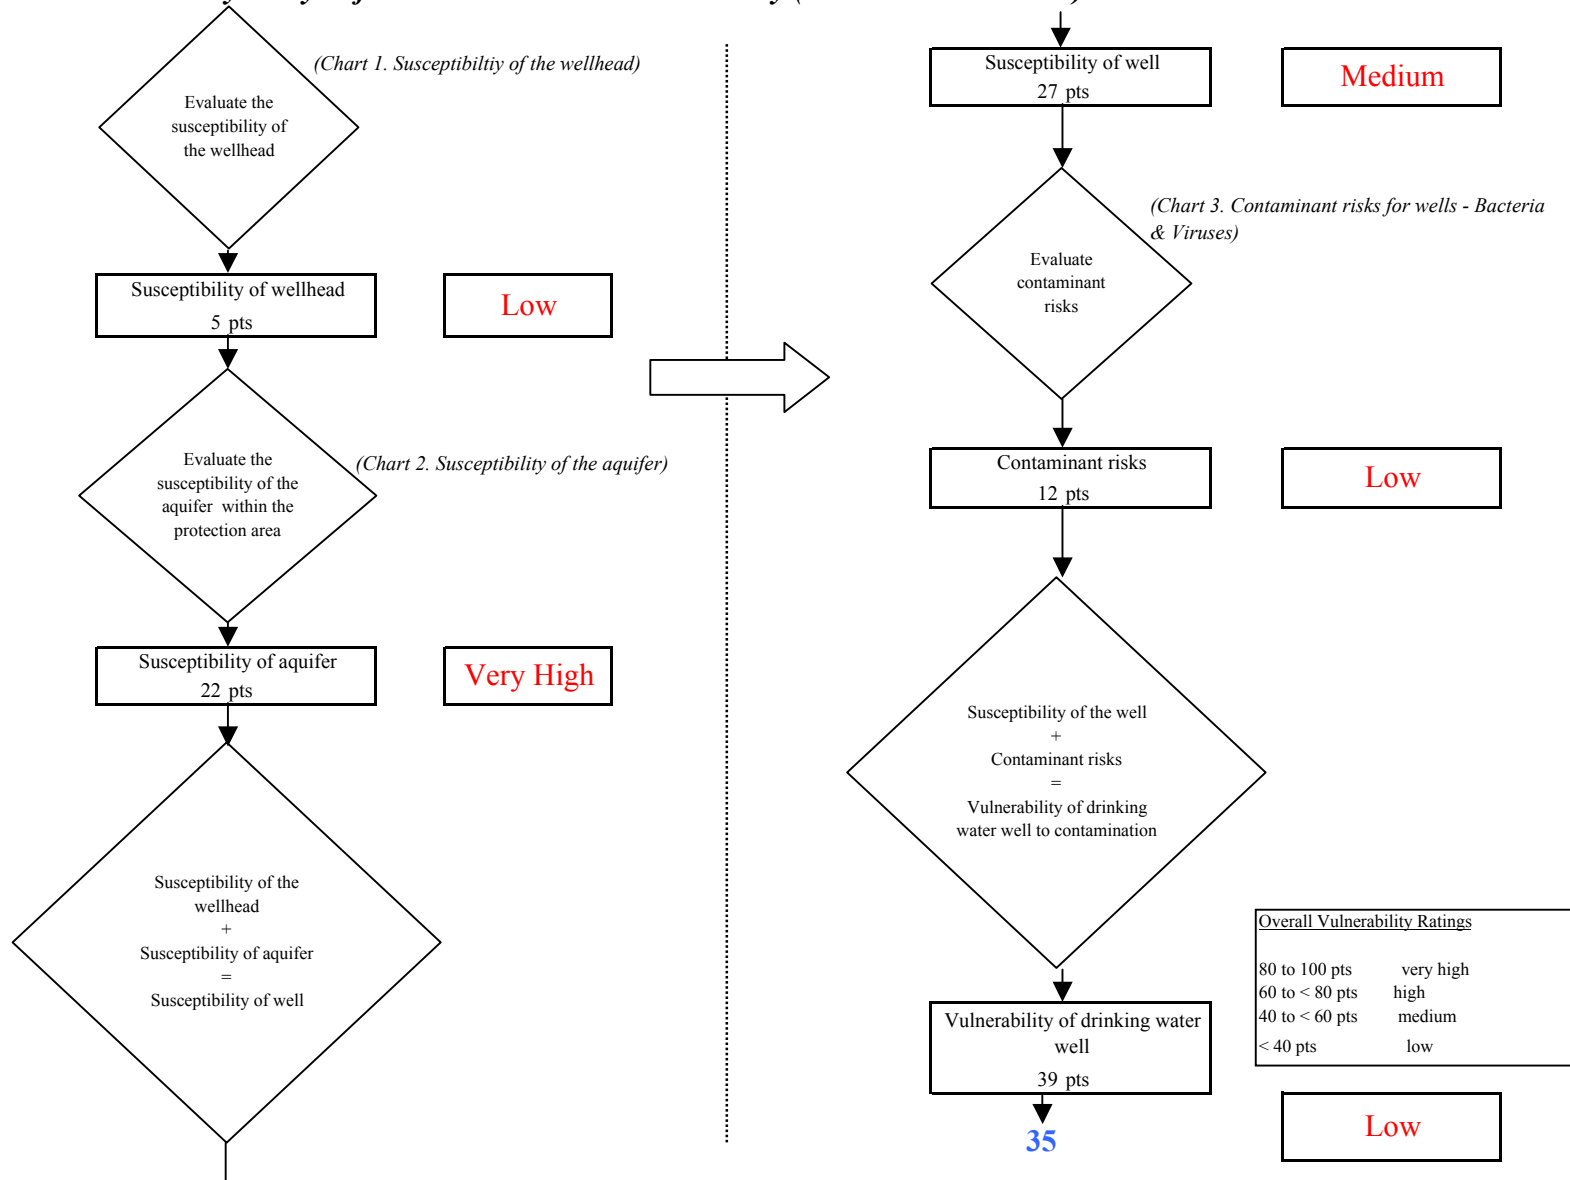 (Chart 1. Susceptibiltiy of the wellhead)
Evaluate the
susceptibility of
the wellhead
Susceptibility of wellhead
5 pts
Low
Evaluate the
susceptibility of the
aquifer within the
protection area
(Chart 2. Susceptibility of the aquifer)
Susceptibility of aquifer
22 pts
Very High
Susceptibility of the
wellhead
+
Susceptibility of aquifer
=
Susceptibility of well
Susceptibility of well
27 pts
Medium
(Chart 3. Contaminant risks for wells - Bacteria
& Viruses)
Evaluate
contaminant
risks
Contaminant risks
12 pts
Low
Susceptibility of the well
+
Contaminant risks
=
Vulnerability of drinking
water well to contamination
Overall Vulnerability Ratings
80 to 100 pts very high
60 to < 80 pts high
40 to < 60 pts medium
< 40 pts low
Vulnerability of drinking water
well
39 pts
35
Low